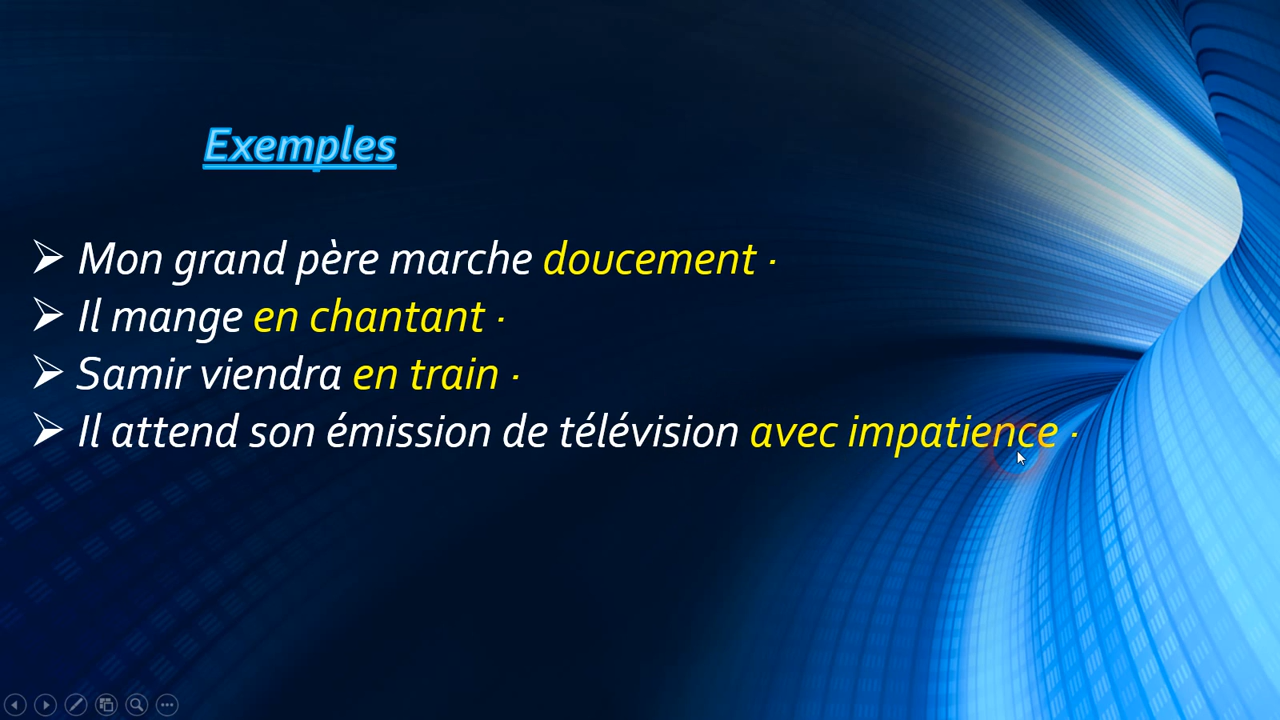 Exemples
➢ Mon grand père marche doucement ·
➢ Il mange en chantant ·
➢ Samir viendra en train ·
➢ Il attend son émission de télévision avec impatience ·